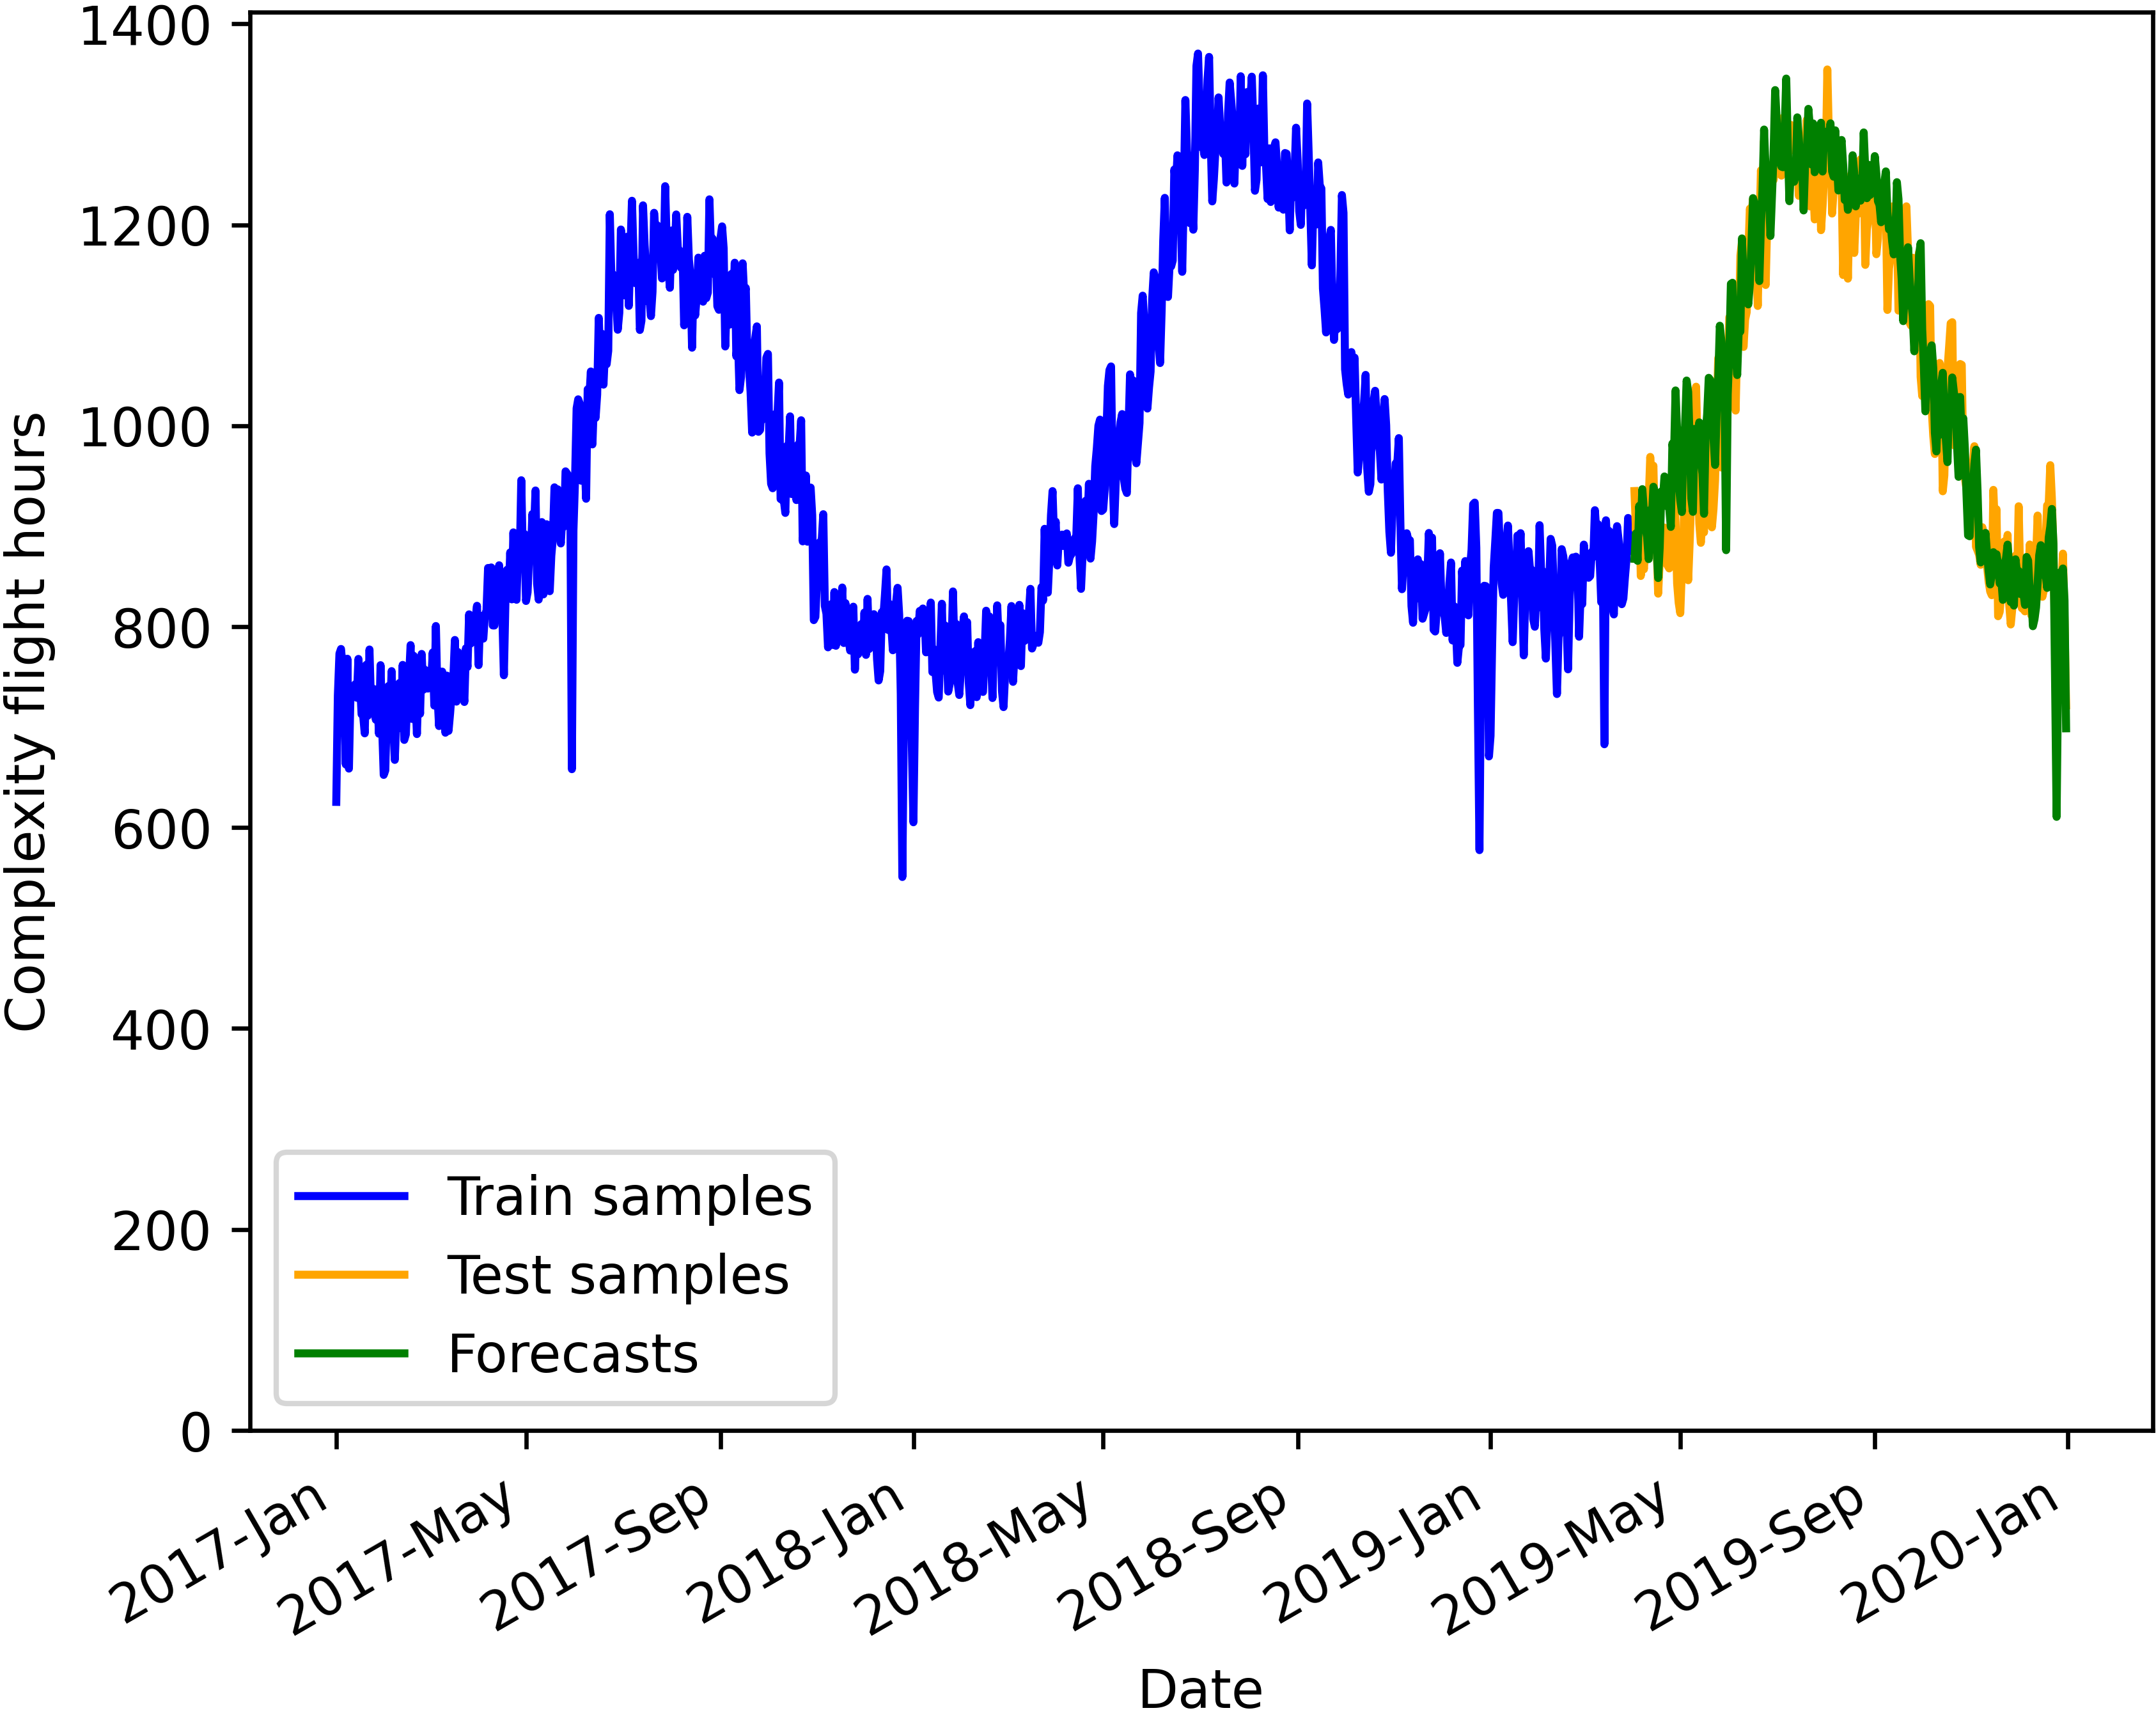 1400
1200
1000
800
600
400
200
0
Complexity flight hours
Train samples
Test samples
Forecasts
2017-Jan
2017-May
2017-Sep
2018-Jan
2018-May
2018-Sep
2019-Jan
2019-May
2019-Sep
2020-Jan
Date